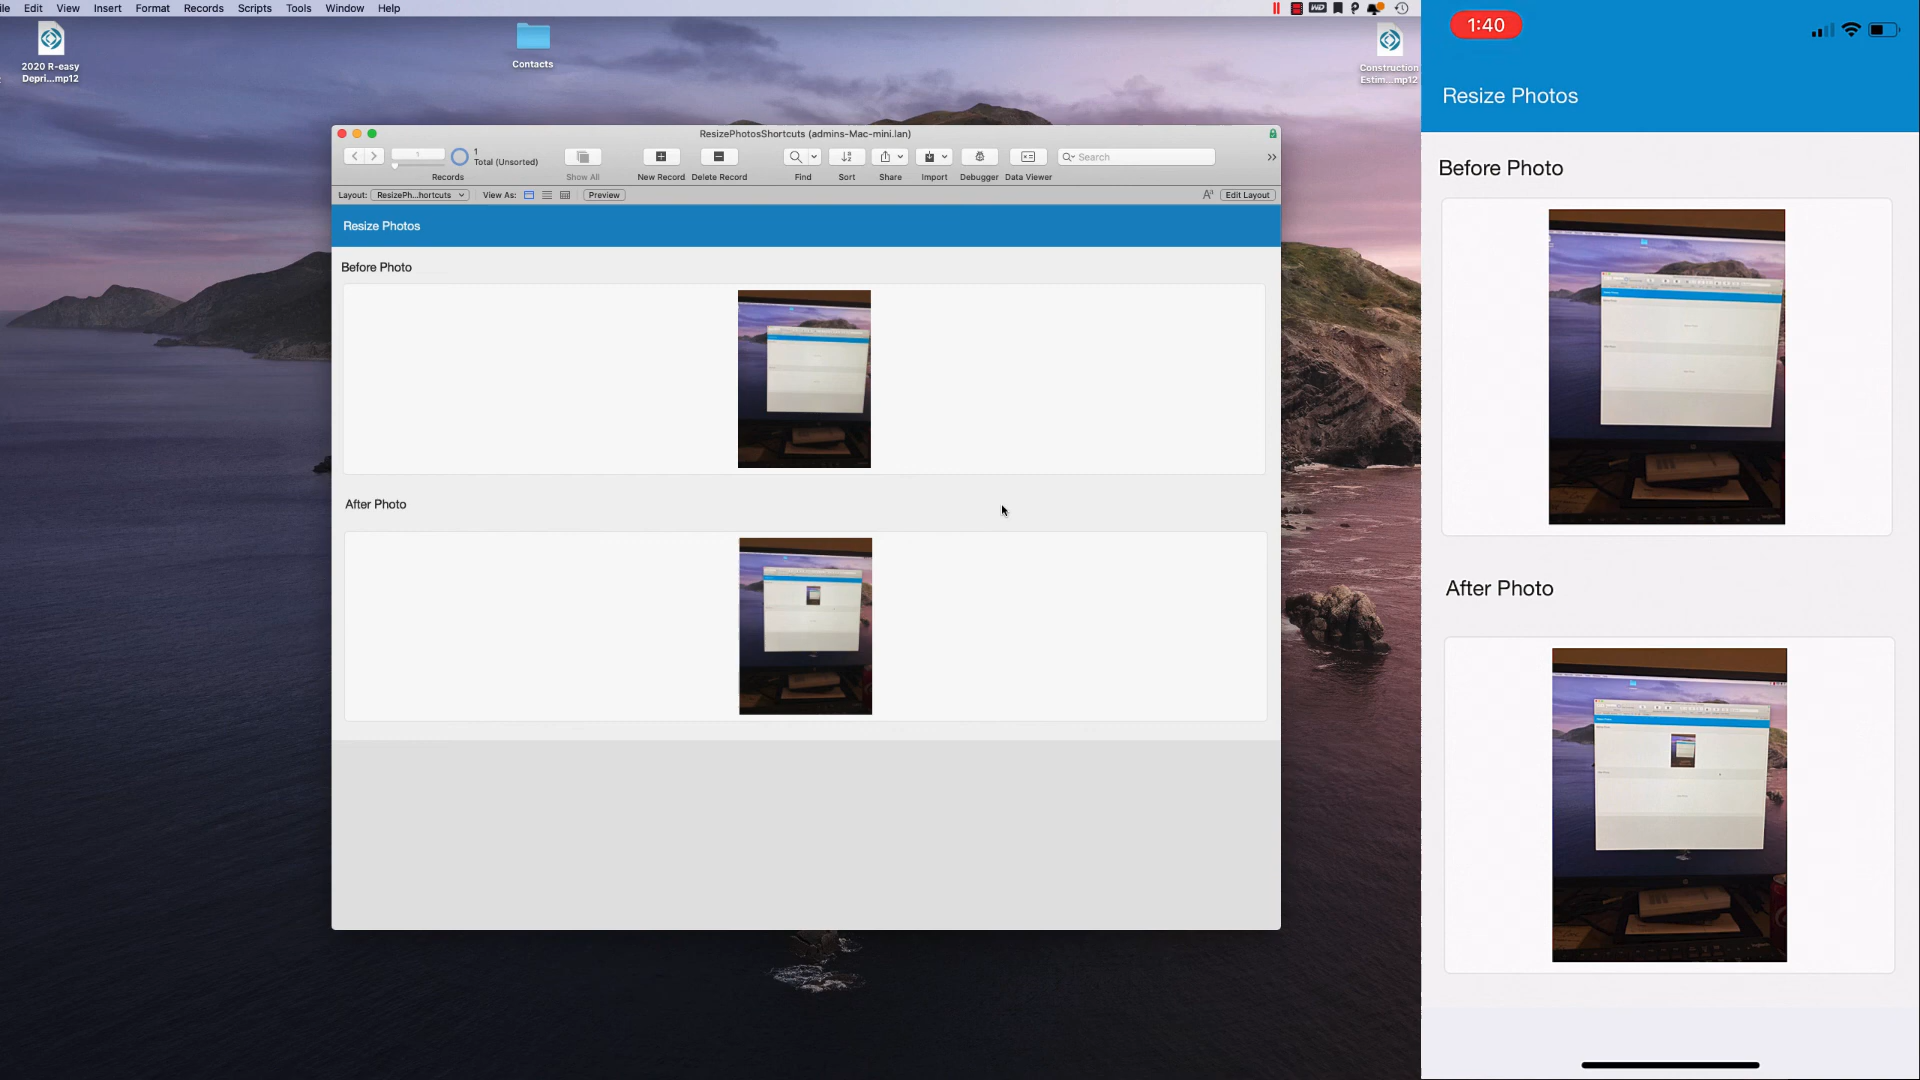 Edit View Insert Format Records Scripts Tools Window Help
2020 R-easy
Depri...mp12
Contacts
Construction
Estim...mp12
ResizePhotosShortcuts (admins-Mac-mini.lan)
1
Total (Unsorted)
Search
Records
Show All
New Record
Delete Record
Find
Sort
Share
Import
Debugger
Data Viewer
Layout: ResizePh...hortcuts View As: Preview
Edit Layout
Resize Photos
Before Photo
After Photo
1:40
Resize Photos
Before Photo
After Photo